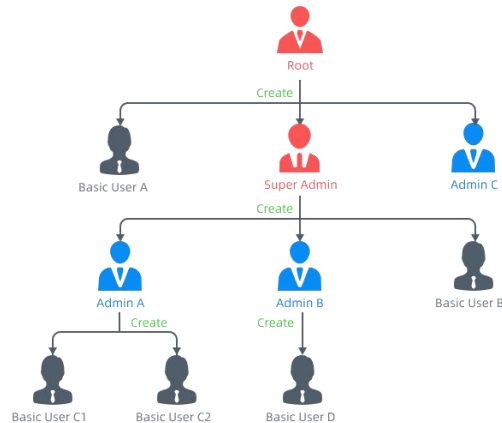 Root
Create
Basic User A
Super Admin
Admin C
Create
Admin A
Admin B
Basic User B
Create
Create
Basic User C1
Basic User C2
Basic User D